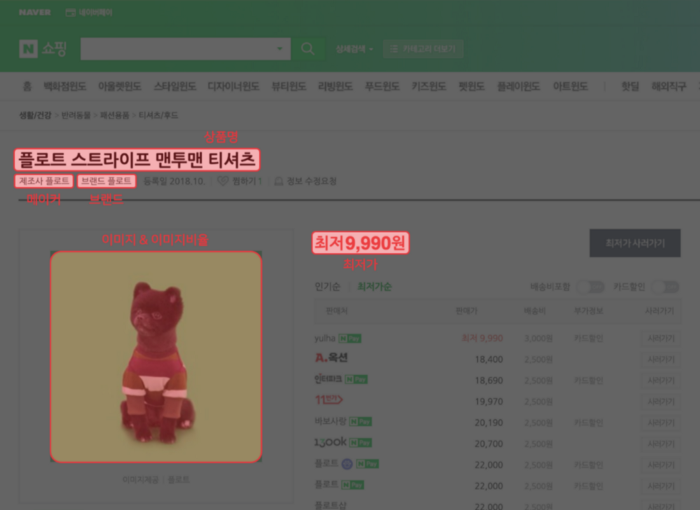 NAVER 네이버페이
N 쇼핑 상세검색 카테고리 더보기
홈 백화점윈도 아울렛윈도 스타일윈도 디자이너윈도 뷰티윈도 리빙윈도 푸드윈도 키즈윈도 펫윈도 플레이윈도 아트윈도 핫딜 해외직구
생활/건강 > 반려동물 > 패션용품 > 티셔츠/후드
상품명
플로트 스트라이프 맨투맨 티셔츠
제조사 플로트 브랜드 플로트 등록일 2018.10. 찜하기 1 정보 수정요청
메이커 브랜드
이미지 & 이미지비율
최저9,990원
최저가
최저가 사러가기
인기순 최저가순 배송비포함 카드할인
판매처 판매가 배송비 부가정보 사러가기
yulha N Pay 최저 9,990 3,000원 카드할인 사러가기
A.옥션 18,400 2,500원 사러가기
인터파크 N Pay 18,690 2,500원 카드할인 사러가기
11 19,970 2,500원 사러가기
바보사랑 N Pay 20,190 2,500원 카드할인 사러가기
1300k N Pay 20,700 2,500원 사러가기
플로트 N Pay 22,000 2,500원 카드할인 사러가기
플로트 N Pay 22,000 2,500원 카드할인 사러가기
플로트샵 22,000 2,500원
이미지제공 : 플로트